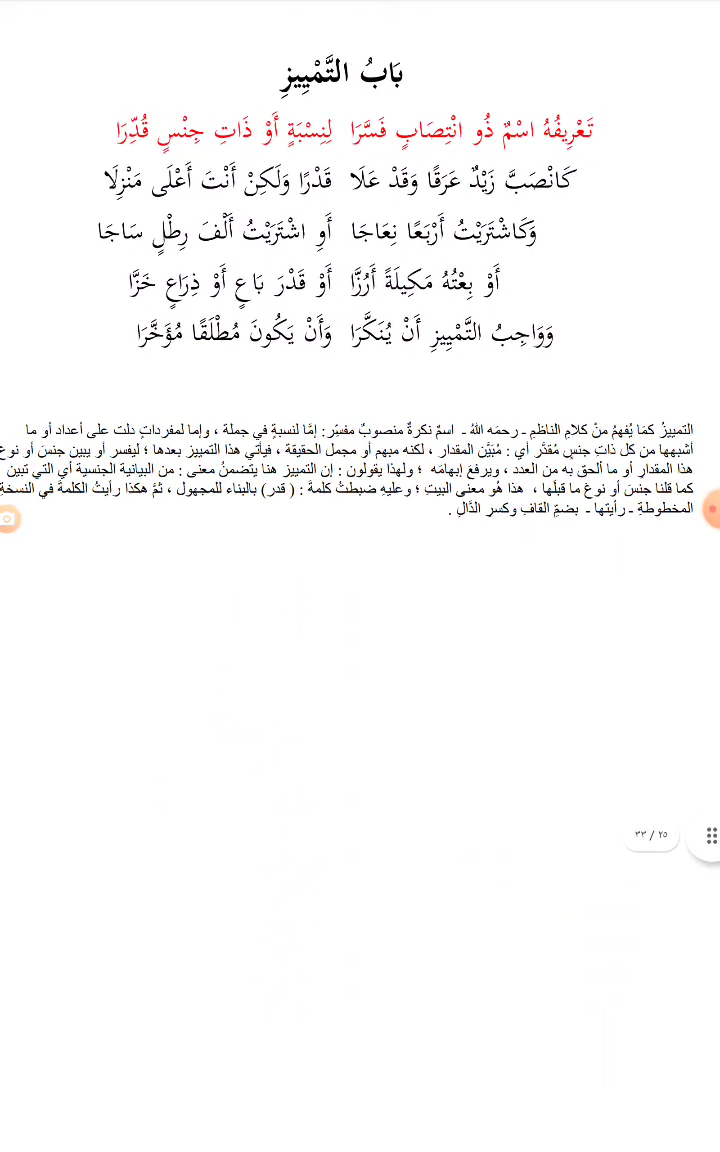 بَابُ التَّمْيِيزِ
تَعْرِيفُهُ اسْمٌ ذُو انْتِصَابٍ فَسَّرَا لِنِسْبَةٍ أَوْ ذَاتِ جِنْسٍ قُدِّرَا
كَانْصَبَّ زَيْدٌ عَرَقًا وَقَدْ عَلَا قَدْرًا وَلَكِنْ أَنْتَ أَعْلَى مَنْزِلَا
وَكَاشْتَرَيْتُ أَرْبَعًا نِعَاجَا أَوِ اشْتَرَيْتُ أَلْفَ رِطْلٍ سَاجَا
أَوْ بِعْتُهُ مَكِيلَةً أَرُزَّا أَوْ قَدْرَ بَاعٍ أَوْ ذِرَاعٍ خَزَّا
وَوَاجِبُ التَّمْيِيزِ أَنْ يُنَكَّرَا وَأَنْ يَكُونَ مُطْلَقًا مُؤَخَّرَا
التمييزُ كمَا يُفهمُ منْ كلامِ الناظمِ ـ رحمَه اللهُ ـ اسمٌ نكرةٌ منصوبٌ مفسِّر: إمَّا لنسبةٍ في جملة ، وإما لمفرداتٍ دلت على أعداد أو ما
أشبهها من كل ذاتِ جنسٍ مُقدَّر أي : مُبَيَّن المقدار ، لكنه مبهم أو مجمل الحقيقة ، فيأتي هذا التمييز بعدها ؛ ليفسر أو يبين جنسَ أو نوعَ
هذا المقدارِ أو ما ألحق به من العدد ، ويرفعَ إبهامَه ؛ ولهذا يقولون : إن التمييز هنا يتضمنُ معنى : من البيانية الجنسية أي التي تبين
كما قلنا جنسَ أو نوعَ ما قبلَها ، هذا هُو معنى البيتِ ؛ وعليهِ ضبطتُ كلمةَ : ( قدر) بالبناء للمجهول ، ثمَّ هكذا رأيتُ الكلمةَ في النسخةِ
المخطوطةِ ـ رأيتها ـ بضمِّ القافِ وكسرِ الدَّالِ .
٢٥ / ٣٣